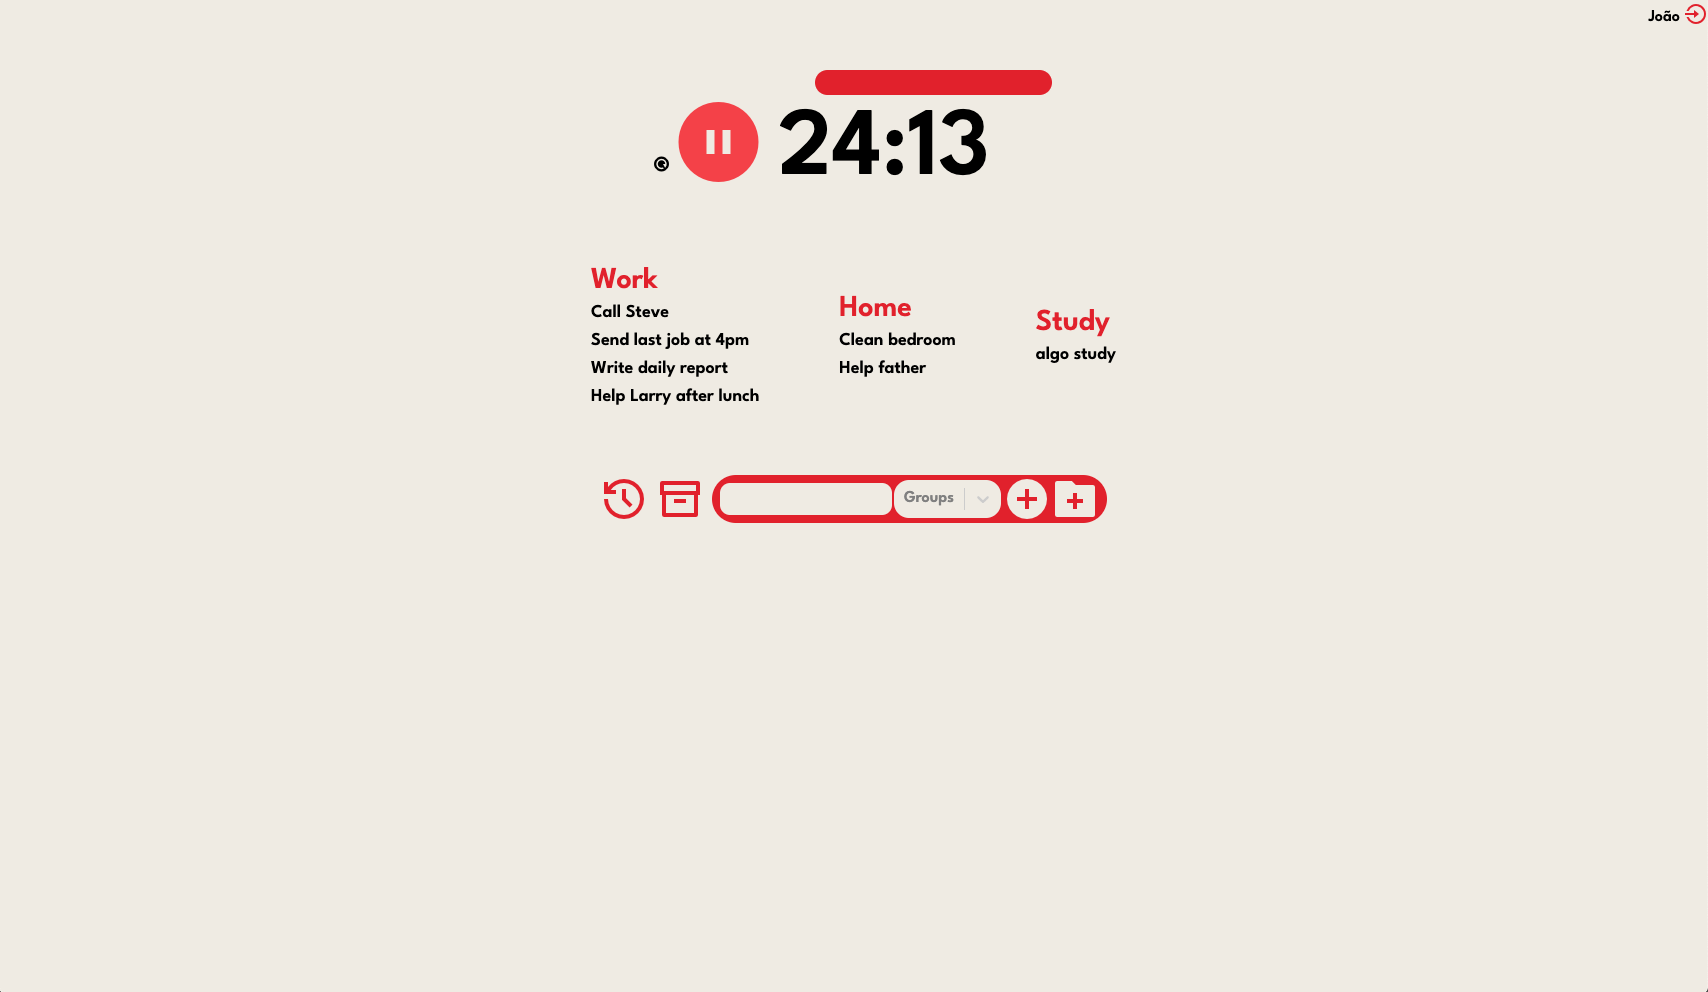 João
24:13
Work
Call Steve
Send last job at 4pm
Write daily report
Help Larry after lunch
Home
Clean bedroom
Help father
Study
algo study
Groups